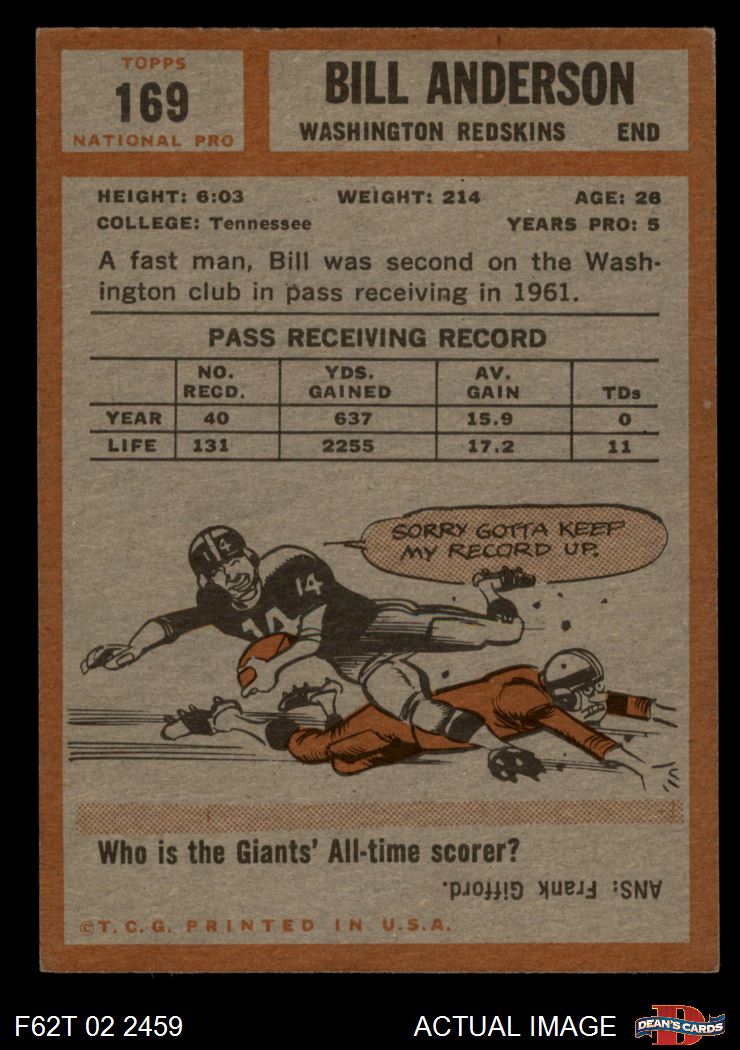 TOPPS
169
NATIONAL PRO
BILL ANDERSON
WASHINGTON REDSKINS END
HEIGHT: 6:03 WEIGHT: 214 AGE: 26
COLLEGE: Tennessee YEARS PRO: 5
A fast man, Bill was second on the Wash-
ington club in pass receiving in 1961.
PASS RECEIVING RECORD
NO. RECD. YDS. GAINED AV. GAIN TDs
YEAR 40 637 15.9 0
LIFE 131 2255 17.2 11
SORRY GOTTA KEEP
MY RECORD UP.
14
14
14
Who is the Giants' All-time scorer?
ANS: Frank Gifford.
©T.C.G. PRINTED IN U.S.A.
F62T 02 2459 ACTUAL IMAGE DEAN'S CARDS